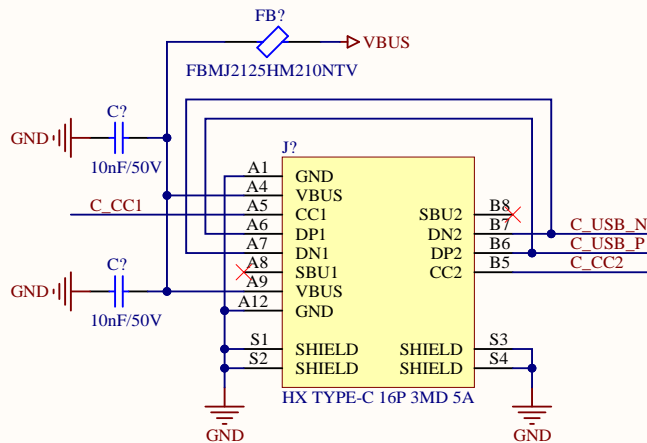 FB?
VBUS
FBMJ2125HM210NTV
C?
GND
10nF/50V
J?
A1 GND
A4 VBUS
C_CC1 A5 CC1 SBU2 B8
A6 DP1 DN2 B7 C_USB_N
A7 DN1 DP2 B6 C_USB_P
A8 SBU1 CC2 B5 C_CC2
C?
GND
A9 VBUS
10nF/50V
A12 GND
S1 SHIELD SHIELD S3
S2 SHIELD SHIELD S4
HX TYPE-C 16P 3MD 5A
GND GND